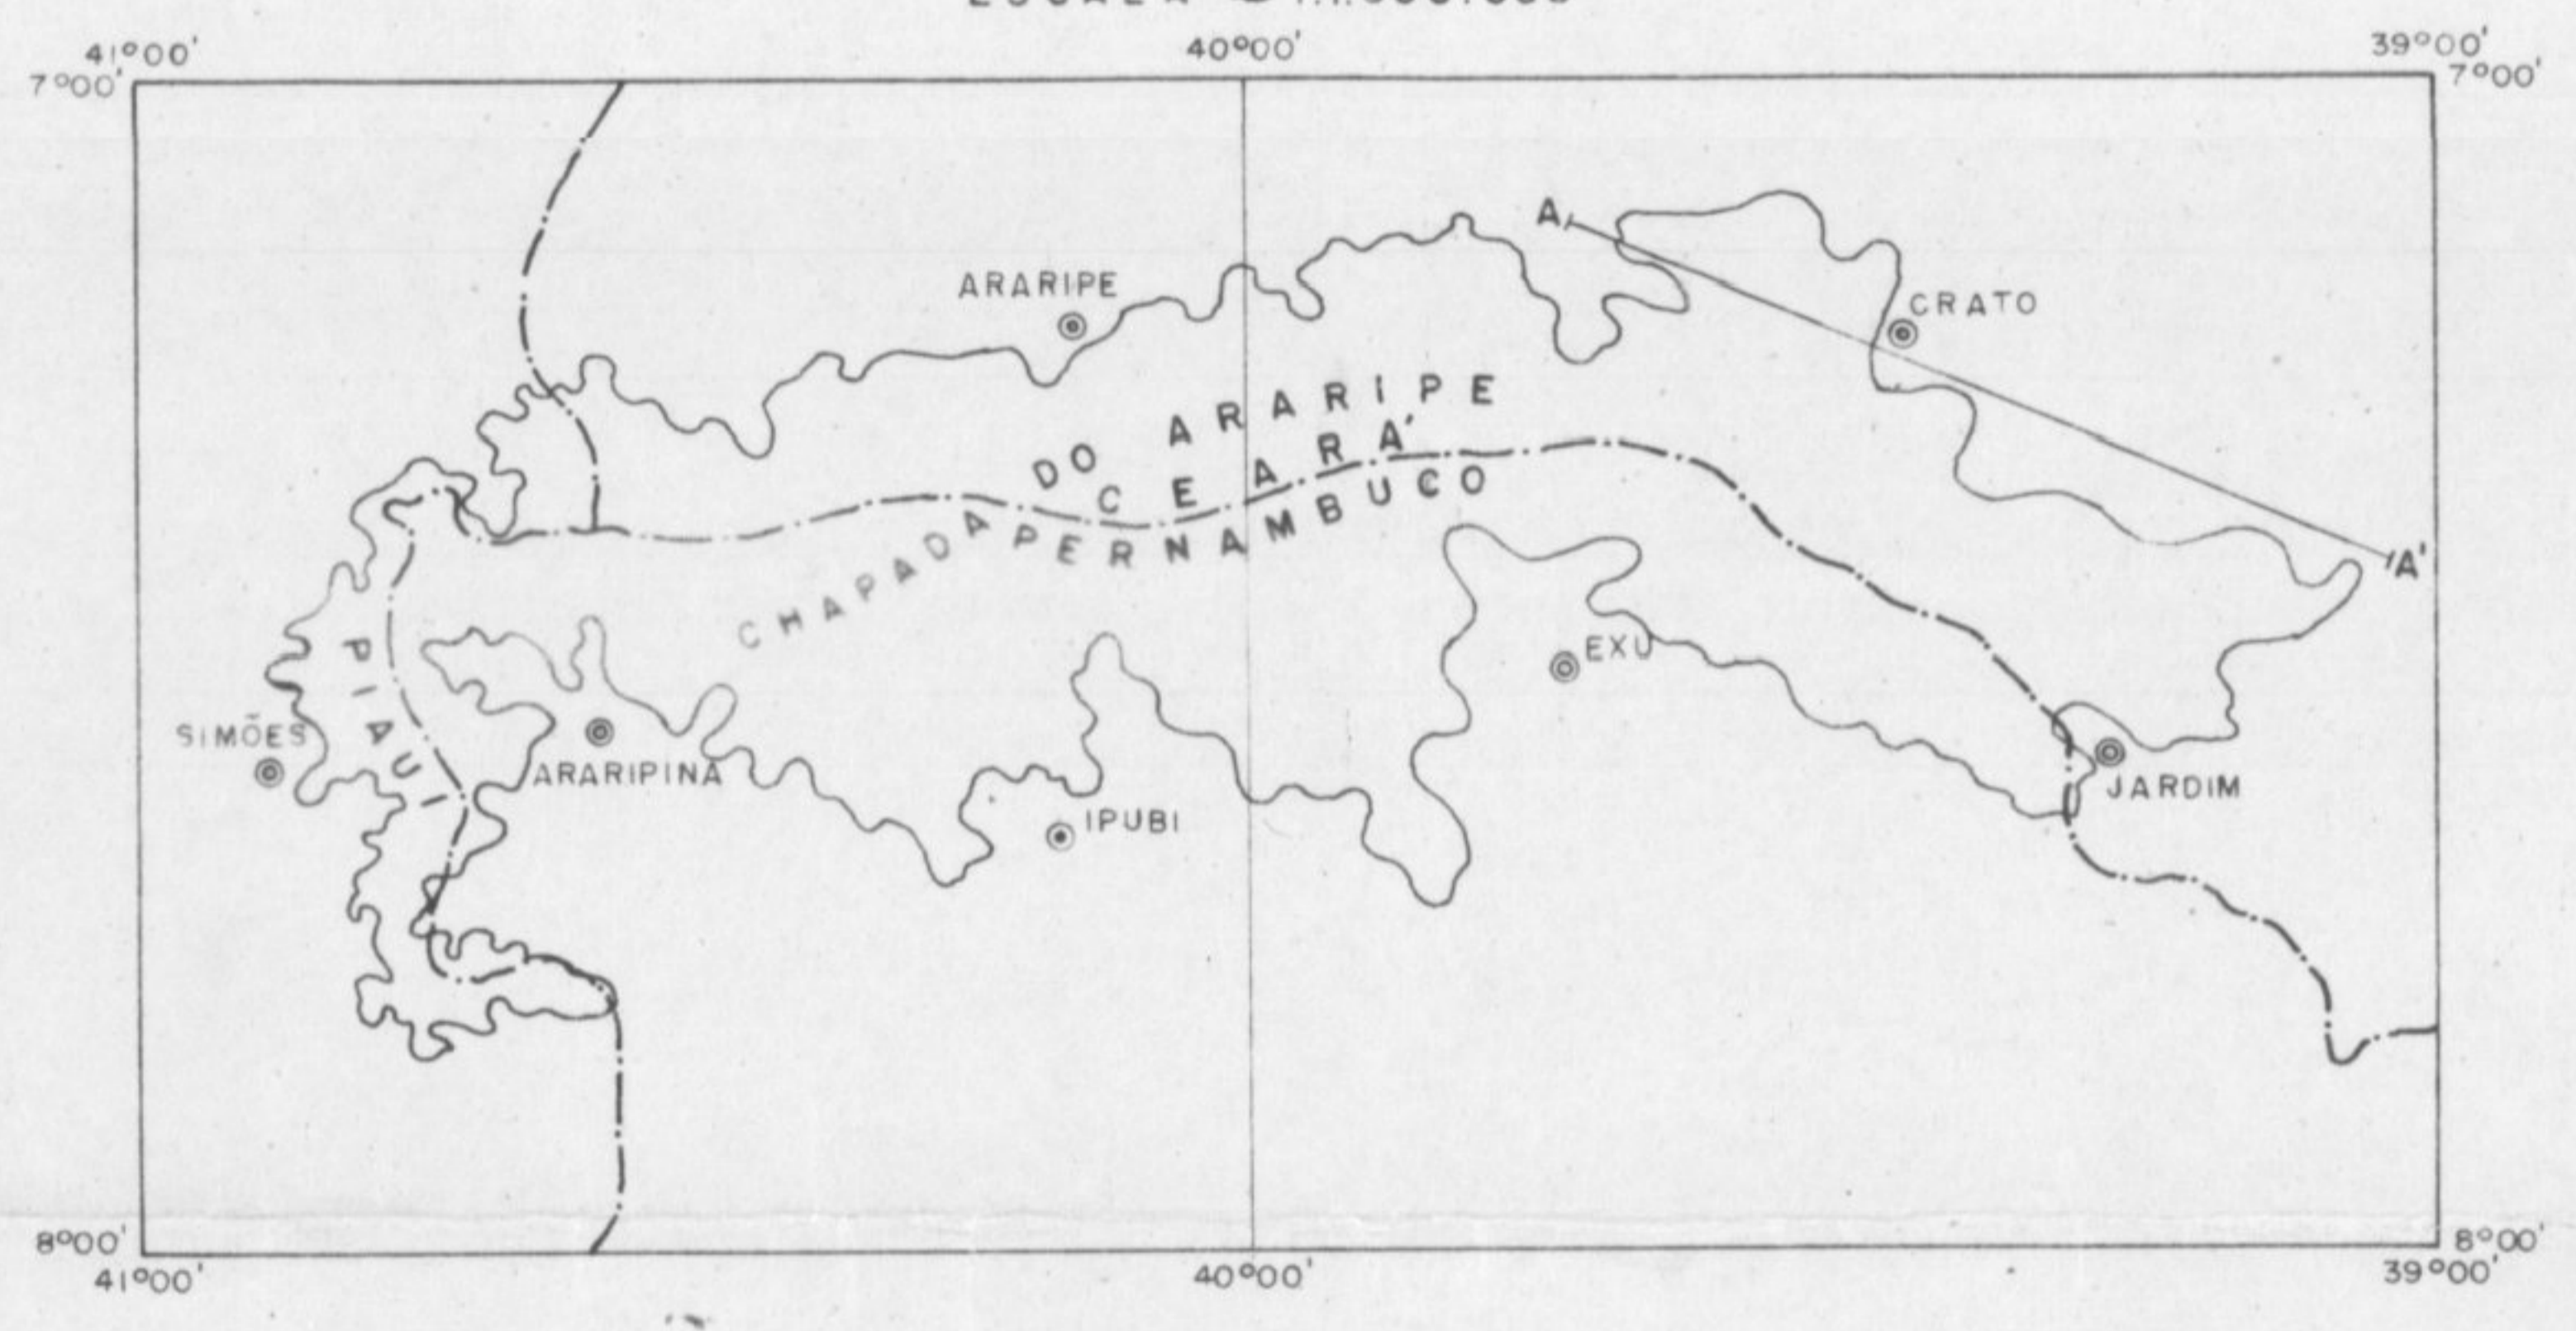 41°00' 40°00' 39°00'
7°00' 7°00'
A A'
ARARIPE
CRATO
CHAPADA DO ARARIPE
CEARÁ
PERNAMBUCO
PIAUÍ
EXU
SIMÕES
ARARIPINA
IPUBI
JARDIM
8°00' 8°00'
41°00' 40°00' 39°00'